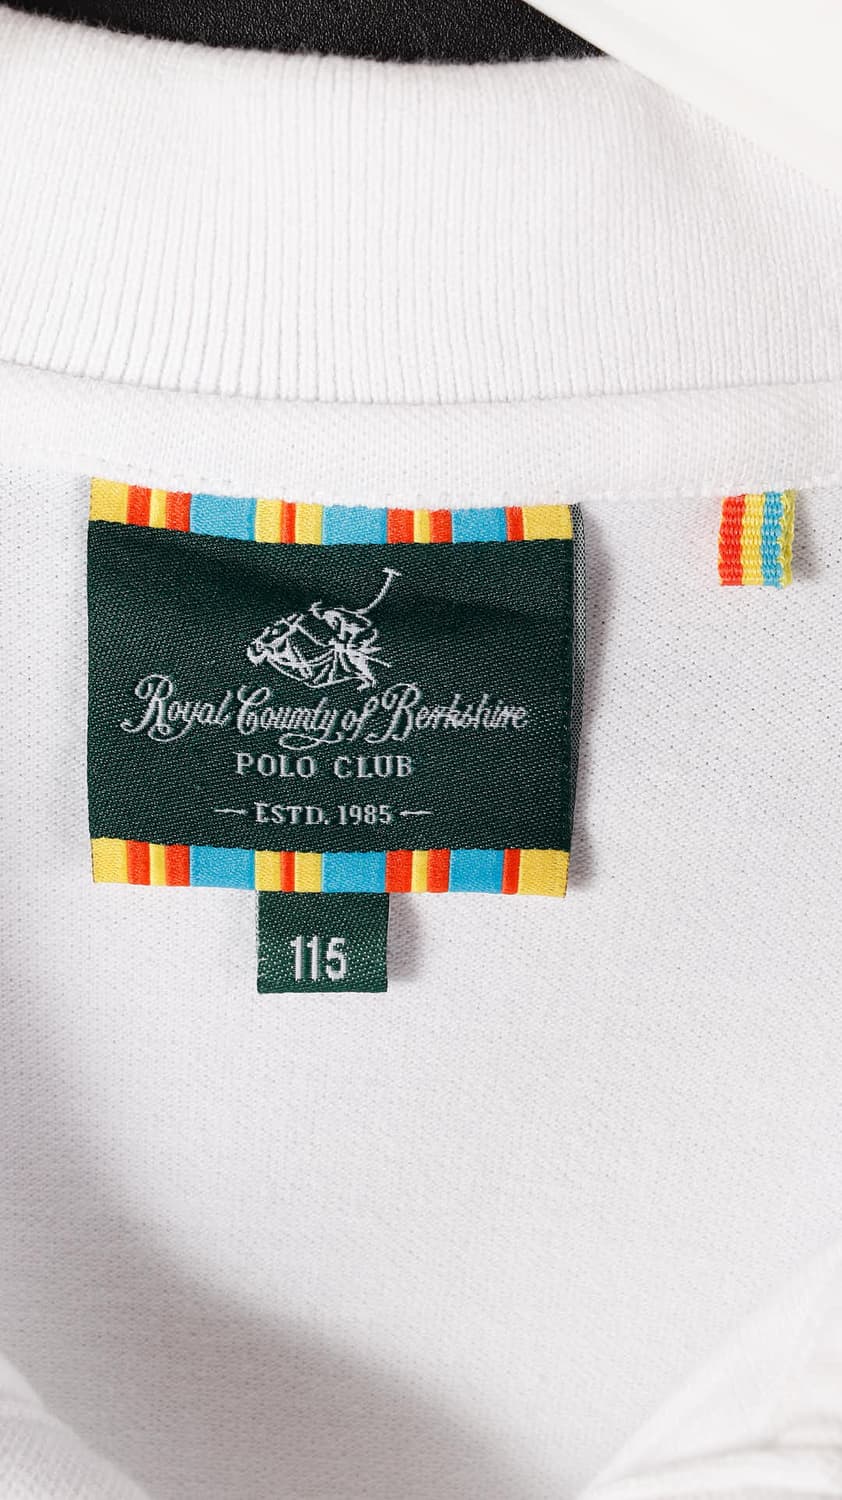 Royal County of Berkshire
POLO CLUB
— ESTD. 1985 —
115